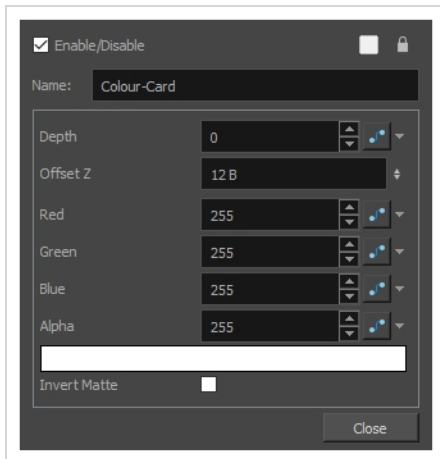 Enable/Disable
Name: Colour-Card
Depth 0
Offset Z 12 B
Red 255
Green 255
Blue 255
Alpha 255
Invert Matte
Close